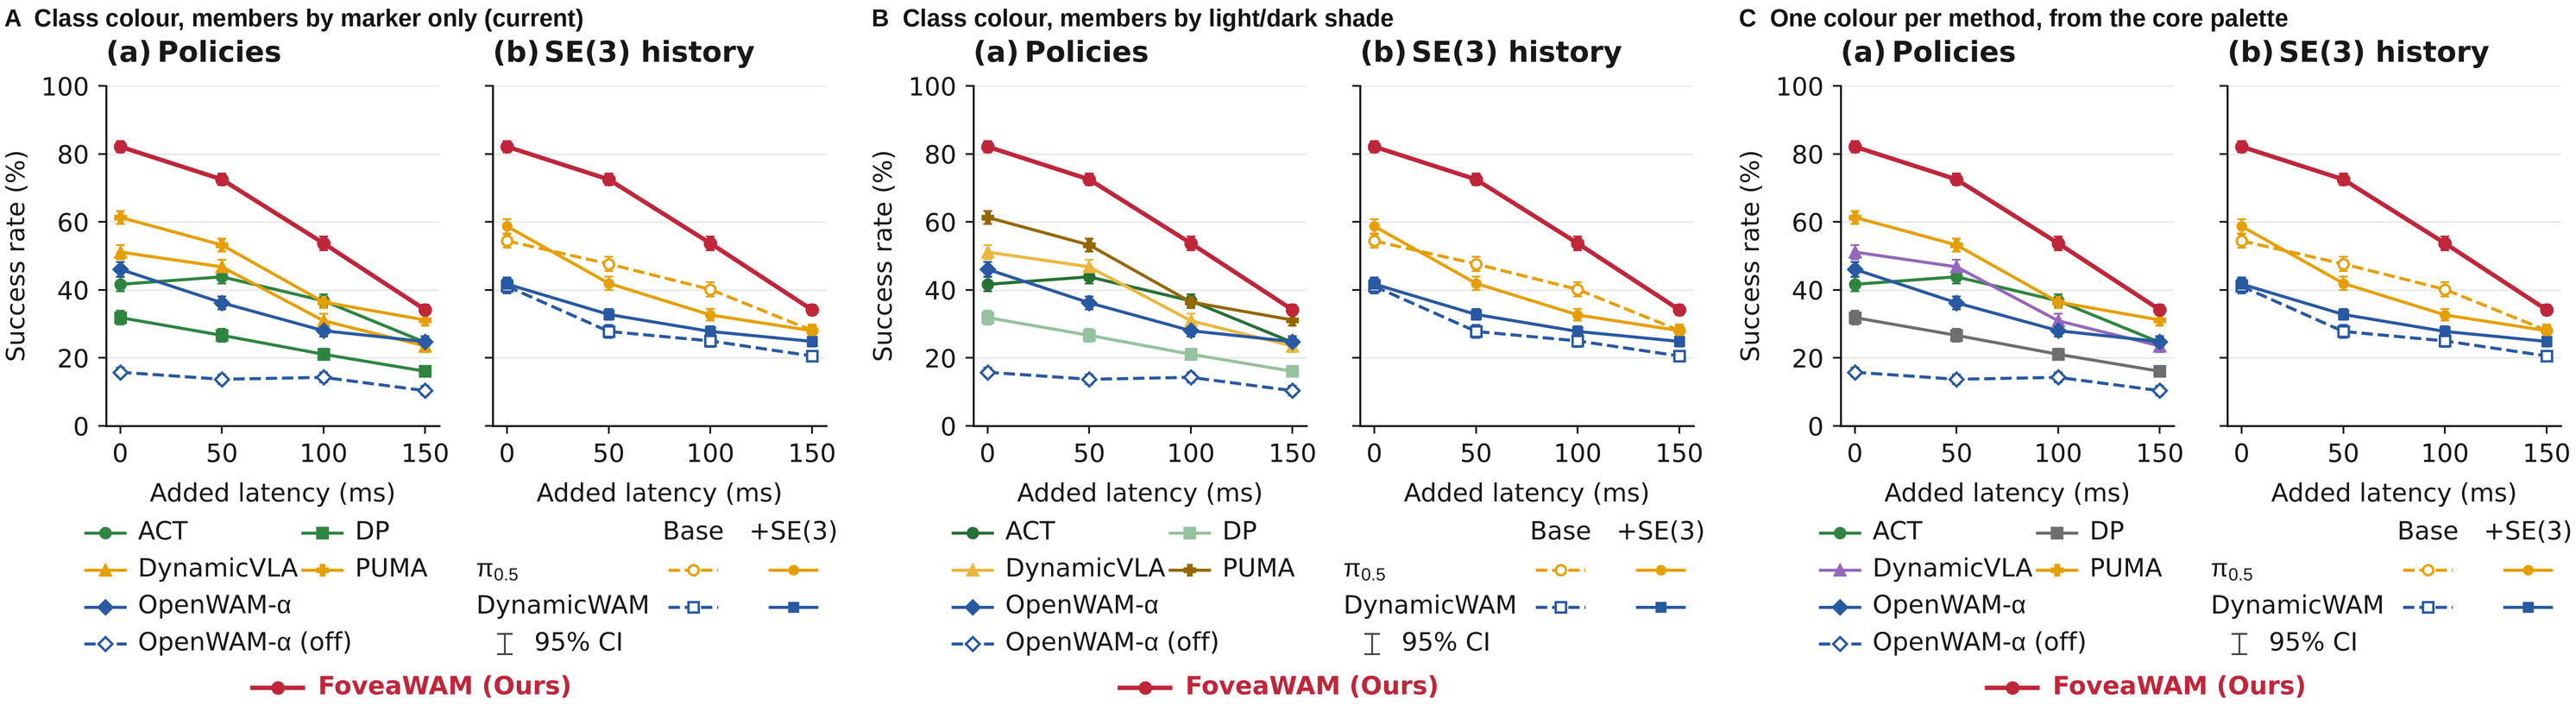 A Class colour, members by marker only (current)
(a) Policies
(b) SE(3) history
Success rate (%)
100
80
60
40
20
0
0 50 100 150
0 50 100 150
Added latency (ms)
Added latency (ms)
ACT
DP
DynamicVLA
PUMA
OpenWAM-α
OpenWAM-α (off)
Base +SE(3)
π0.5
DynamicWAM
95% CI
FoveaWAM (Ours)
B Class colour, members by light/dark shade
(a) Policies
(b) SE(3) history
Success rate (%)
100
80
60
40
20
0
0 50 100 150
0 50 100 150
Added latency (ms)
Added latency (ms)
ACT
DP
DynamicVLA
PUMA
OpenWAM-α
OpenWAM-α (off)
Base +SE(3)
π0.5
DynamicWAM
95% CI
FoveaWAM (Ours)
C One colour per method, from the core palette
(a) Policies
(b) SE(3) history
Success rate (%)
100
80
60
40
20
0
0 50 100 150
0 50 100 150
Added latency (ms)
Added latency (ms)
ACT
DP
DynamicVLA
PUMA
OpenWAM-α
OpenWAM-α (off)
Base +SE(3)
π0.5
DynamicWAM
95% CI
FoveaWAM (Ours)